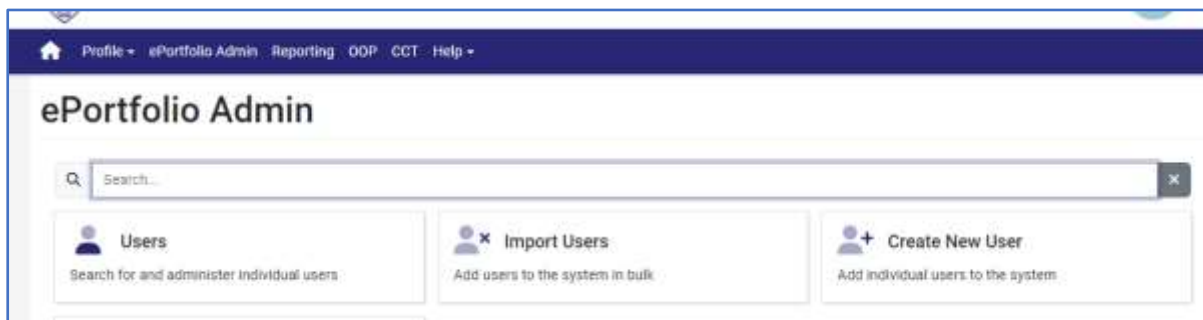 Profile ePortfolio Admin Reporting OOP CCT Help
ePortfolio Admin
Search...
Users
Search for and administer individual users
Import Users
Add users to the system in bulk
Create New User
Add individual users to the system